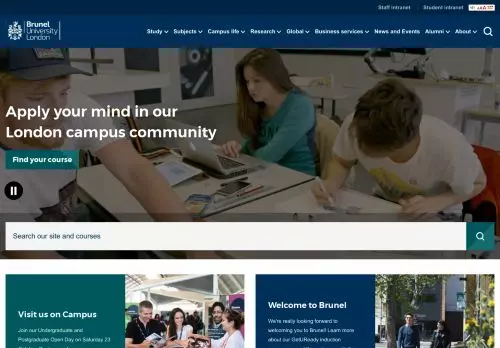 Staff intranet
Student intranet
Brunel
University
London
Study
Subjects
Campus life
Research
Global
Business services
News and Events
Alumni
About
Apply your mind in our
London campus community
Find your course
Search our site and courses
Visit us on Campus
Join our Undergraduate and
Postgraduate Open Day on Saturday 23
Welcome to Brunel
We're really looking forward to
welcoming you to Brunel! Learn more
about our GetUReady induction